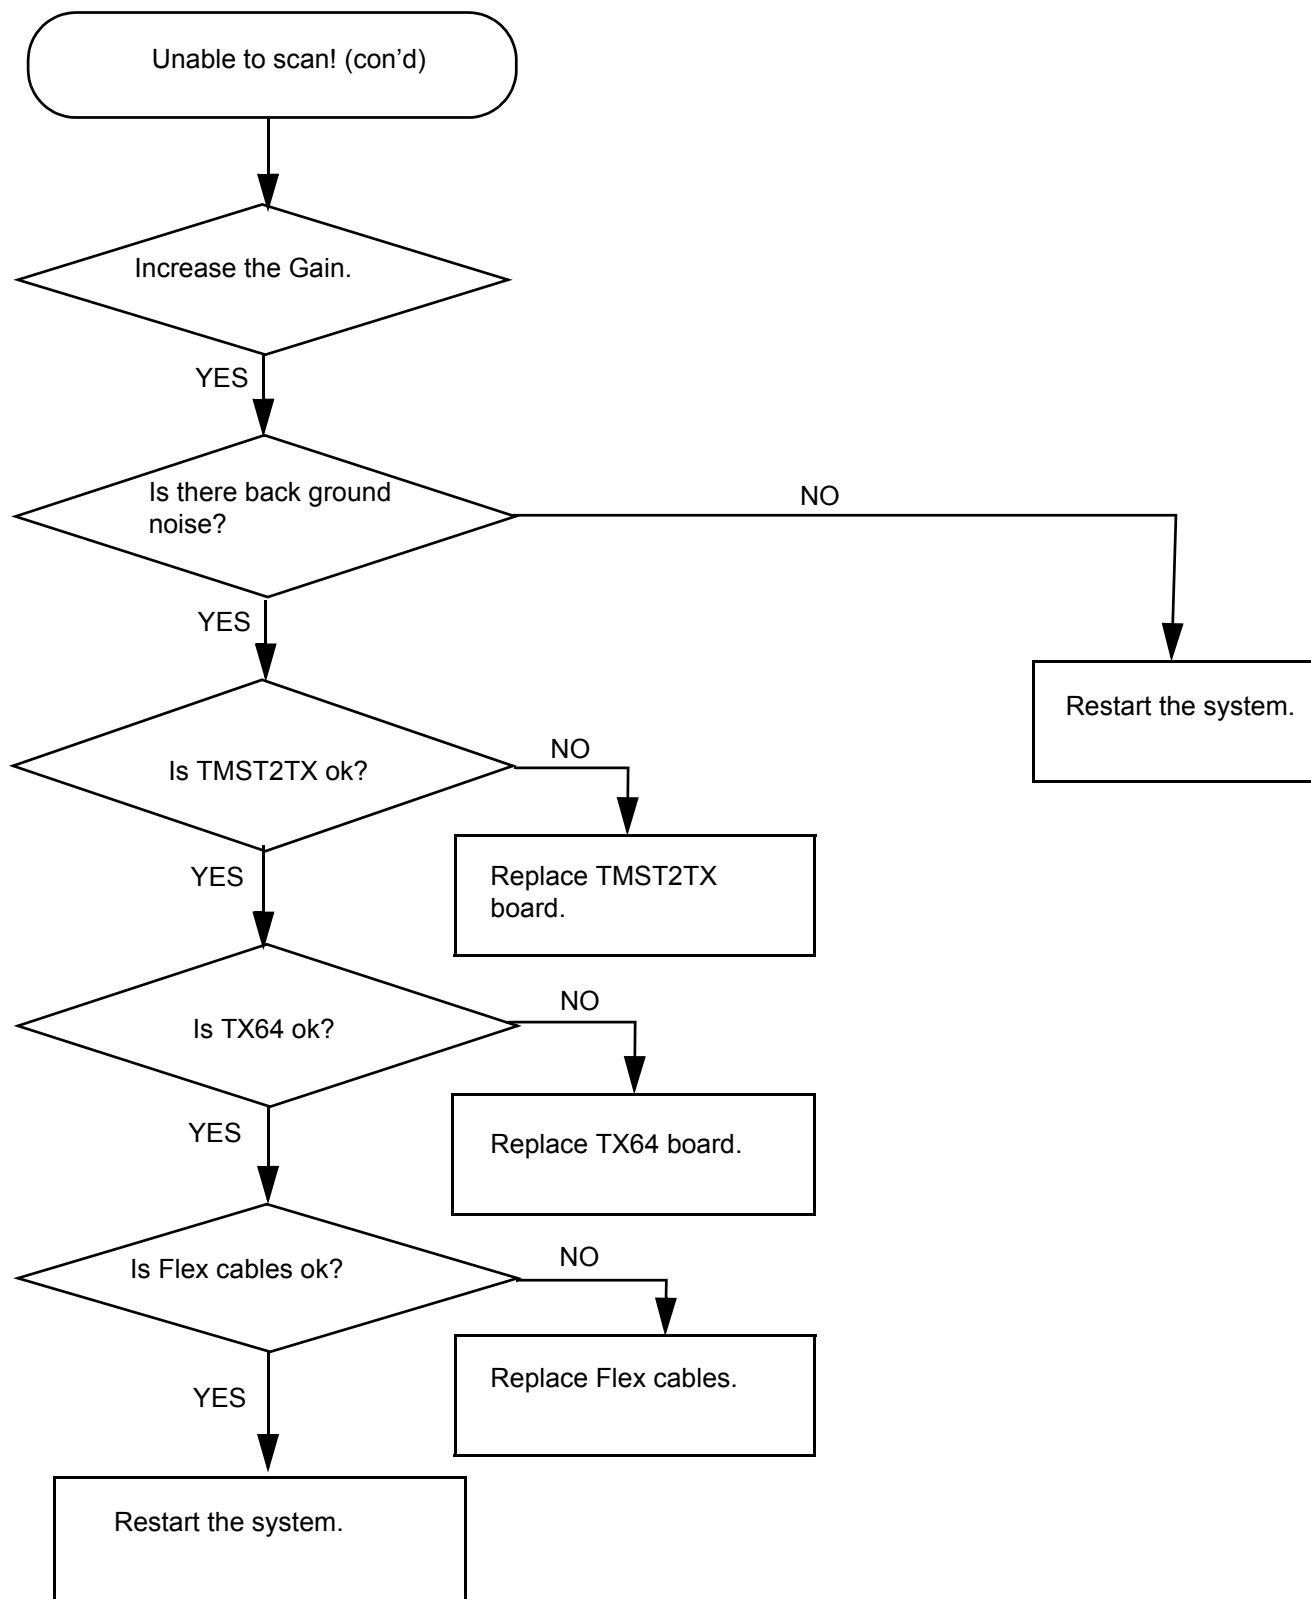 Unable to scan! (con’d)
Increase the Gain.
YES
Is there back ground
noise?
NO
YES
Restart the system.
Is TMST2TX ok?
NO
Replace TMST2TX
board.
YES
Is TX64 ok?
NO
Replace TX64 board.
YES
Is Flex cables ok?
NO
Replace Flex cables.
YES
Restart the system.